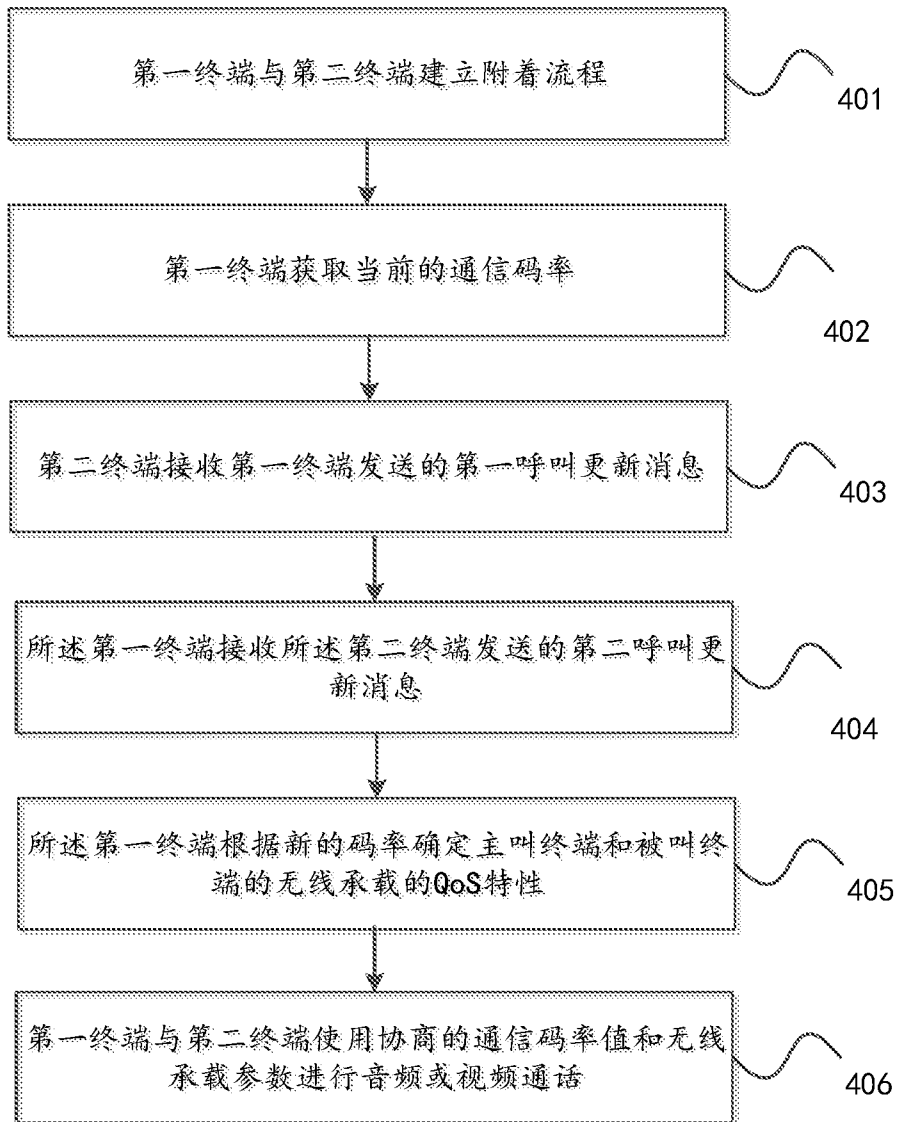 第一终端与第二终端建立附着流程
401
第一终端获取当前的通信码率
402
第二终端接收第一终端发送的第一呼叫更新消息
403
所述第一终端接收所述第二终端发送的第二呼叫更
新消息
404
所述第一终端根据新的码率确定主叫终端和被叫终
端的无线承载的QoS特性
405
第一终端与第二终端使用协商的通信码率值和无线
承载参数进行音频或视频通话
406